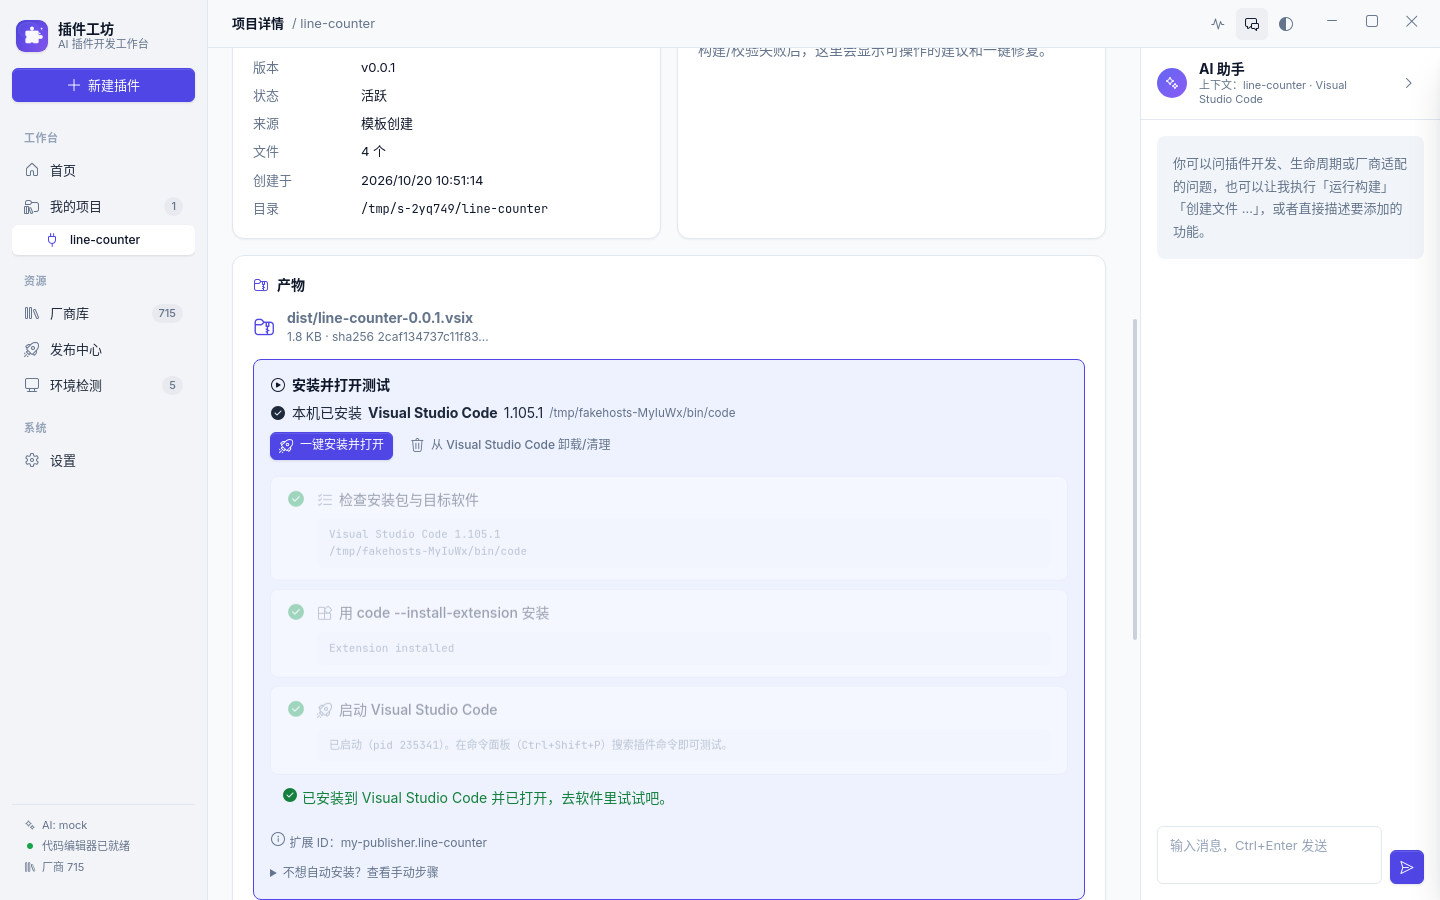 插件工坊
AI 插件开发工作台
新建插件
工作台
首页
我的项目 1
line-counter
资源
厂商库 715
发布中心
环境检测 5
系统
设置
AI: mock
代码编辑器已就绪
厂商 715
项目详情 / line-counter
版本 v0.0.1
状态 活跃
来源 模板创建
文件 4 个
创建于 2026/10/20 10:51:14
目录 /tmp/s-2yq749/line-counter
构建/校验失败后，这里会显示可操作的建议和一键修复。
产物
dist/line-counter-0.0.1.vsix
1.8 KB · sha256 2caf134737c11f83...
安装并打开测试
本机已安装 Visual Studio Code 1.105.1 /tmp/fakehosts-MyIuWx/bin/code
一键安装并打开 从 Visual Studio Code 卸载/清理
检查安装包与目标软件
Visual Studio Code 1.105.1
/tmp/fakehosts-MyIuWx/bin/code
用 code --install-extension 安装
Extension installed
启动 Visual Studio Code
已启动（pid 235341）。在命令面板（Ctrl+Shift+P）搜索插件命令即可测试。
已安装到 Visual Studio Code 并已打开，去软件里试试吧。
扩展 ID：my-publisher.line-counter
不想自动安装？查看手动步骤
AI 助手
上下文：line-counter · Visual
Studio Code
你可以问插件开发、生命周期或厂商适配
的问题，也可以让我执行「运行构建」
「创建文件 ...」，或者直接描述要添加的
功能。
输入消息，Ctrl+Enter 发送